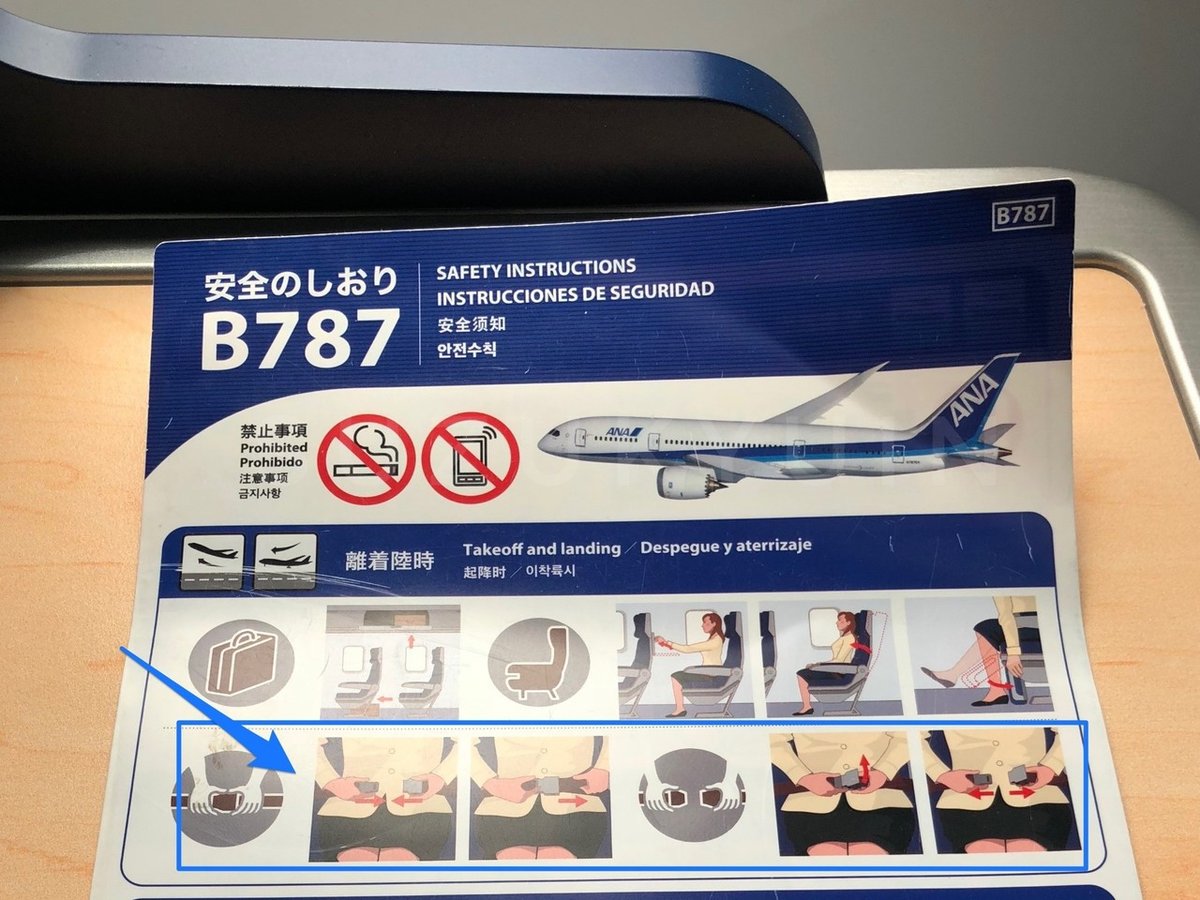 B787
安全のしおり
B787
SAFETY INSTRUCTIONS
INSTRUCCIONES DE SEGURIDAD
安全须知
안전수칙
禁止事項
Prohibited
Prohibido
注意事项
금지사항
ANA
ANA
離着陸時
Takeoff and landing / Despegue y aterrizaje
起降时 / 이착륙시